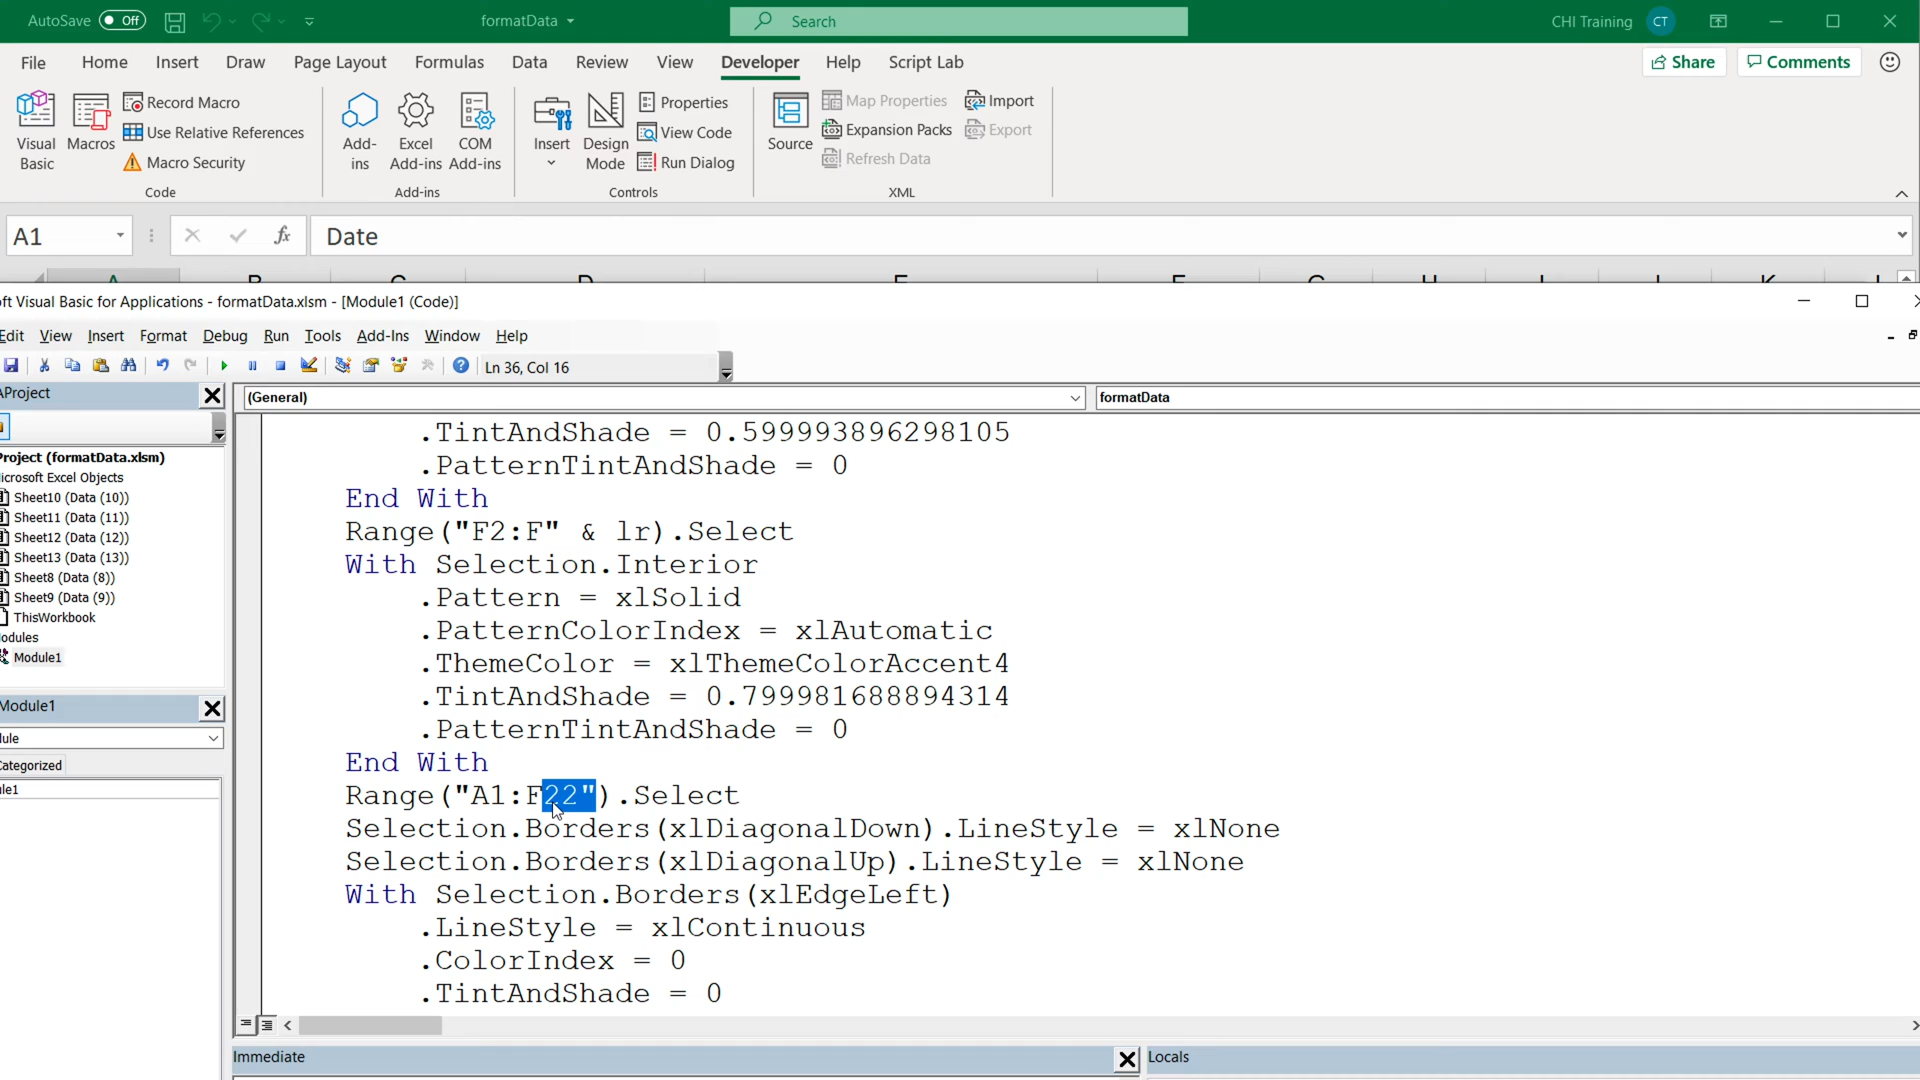 AutoSave Off formatData Search CHI Training CT
File Home Insert Draw Page Layout Formulas Data Review View Developer Help Script Lab Share Comments
Visual Basic
Macros
Record Macro
Use Relative References
Macro Security
Code
Add-ins
Excel Add-ins
COM Add-ins
Add-ins
Insert
Design Mode
Properties
View Code
Run Dialog
Controls
Source
Map Properties
Expansion Packs
Refresh Data
Import
Export
XML
A1 fx Date
ft Visual Basic for Applications - formatData.xlsm - [Module1 (Code)]
Edit View Insert Format Debug Run Tools Add-Ins Window Help
Ln 36, Col 16
AProject
(General) formatData
Project (formatData.xlsm)
icrosoft Excel Objects
Sheet10 (Data (10))
Sheet11 (Data (11))
Sheet12 (Data (12))
Sheet13 (Data (13))
Sheet8 (Data (8))
Sheet9 (Data (9))
ThisWorkbook
odules
Module1
Module1
dule
Categorized
ule1
.TintAndShade = 0.599993896298105
.PatternTintAndShade = 0
End With
Range("F2:F" & lr).Select
With Selection.Interior
.Pattern = xlSolid
.PatternColorIndex = xlAutomatic
.ThemeColor = xlThemeColorAccent4
.TintAndShade = 0.799981688894314
.PatternTintAndShade = 0
End With
Range("A1:F22").Select
Selection.Borders(xlDiagonalDown).LineStyle = xlNone
Selection.Borders(xlDiagonalUp).LineStyle = xlNone
With Selection.Borders(xlEdgeLeft)
.LineStyle = xlContinuous
.ColorIndex = 0
.TintAndShade = 0
Immediate Locals